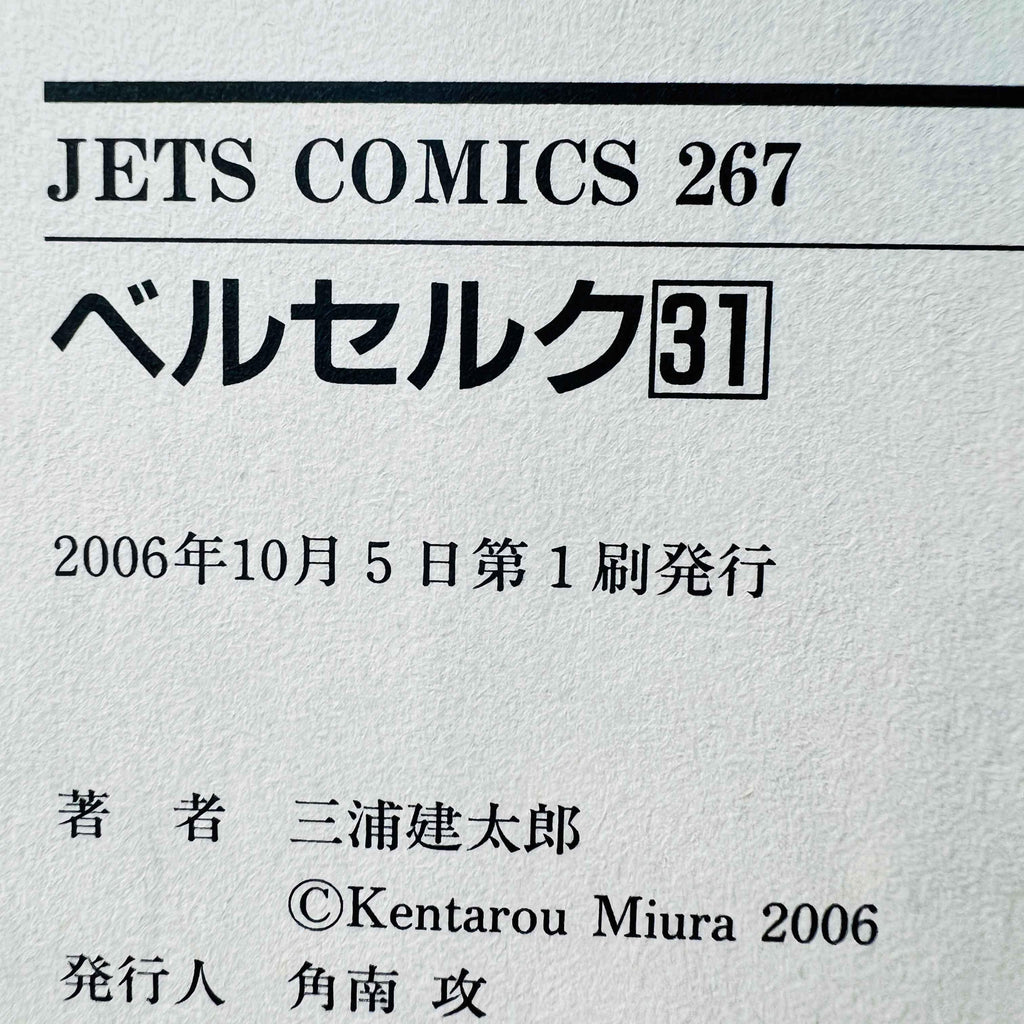 JETS COMICS 267
ベルセルク31
2006年10月5日第1刷発行
著 者 三浦建太郎
©Kentarou Miura 2006
発行人 角南 攻